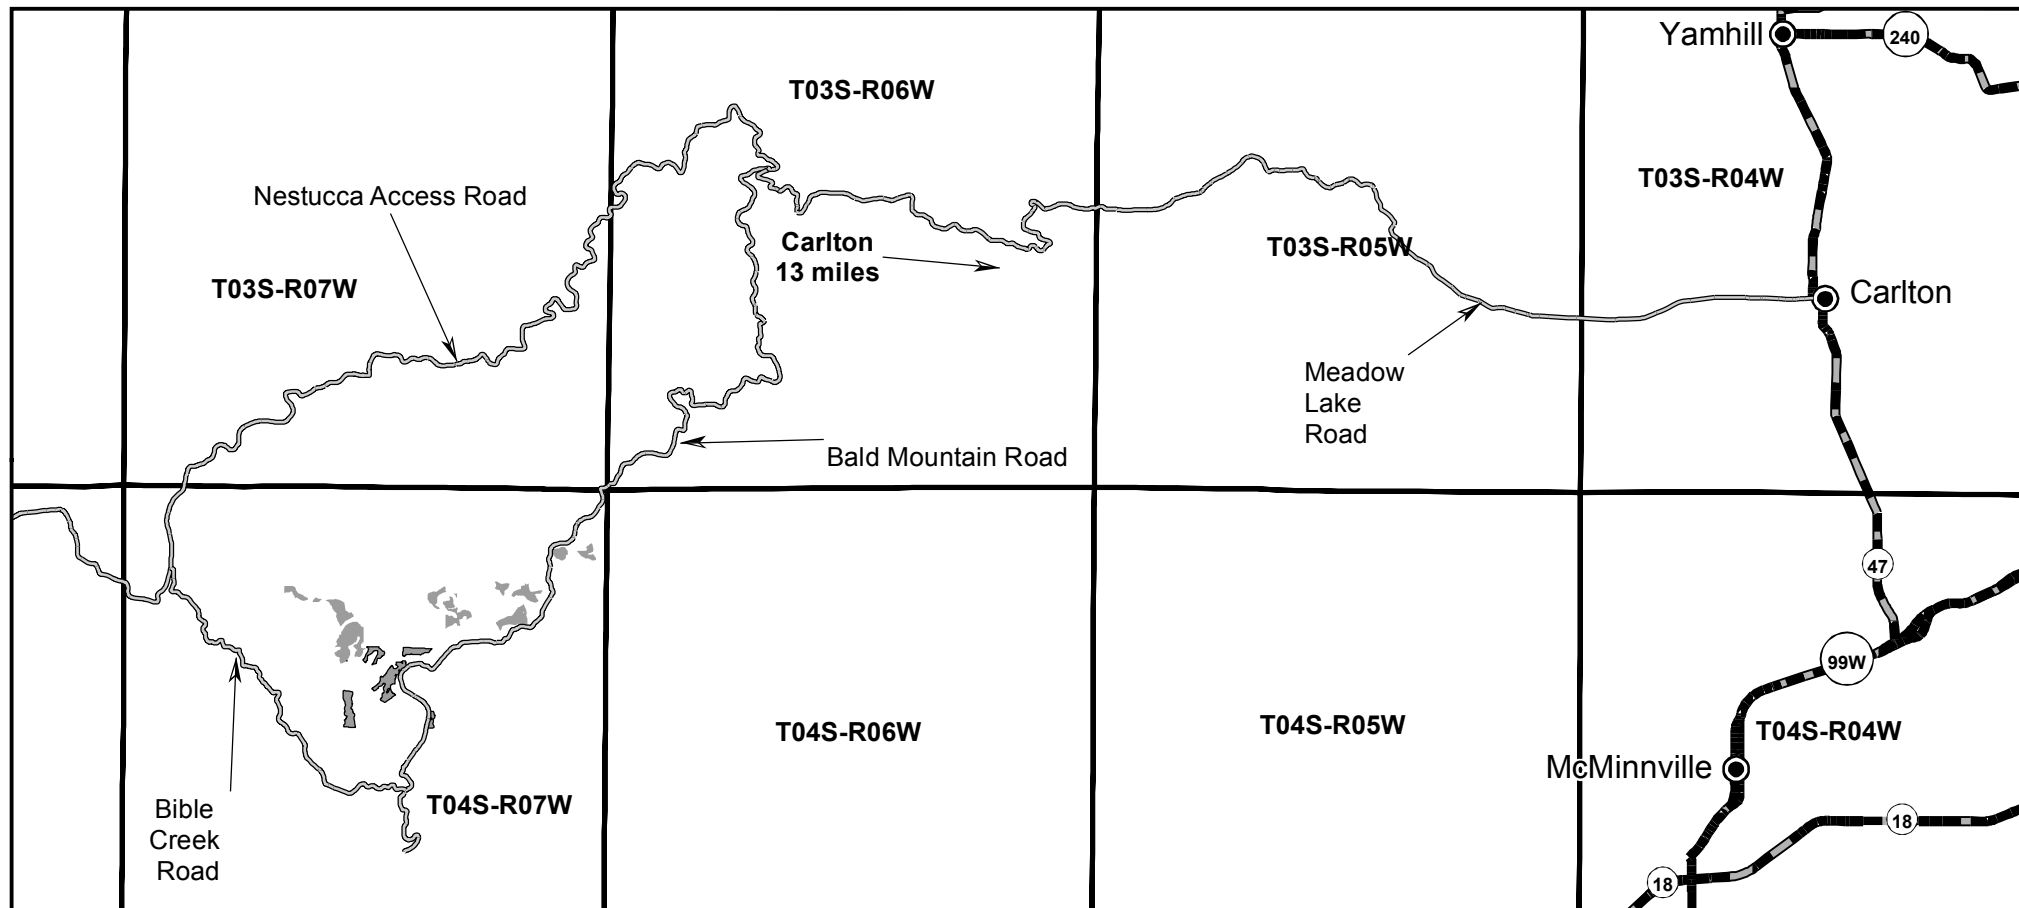 Yamhill
240
T03S-R06W
T03S-R04W
Nestucca Access Road
Carlton
13 miles
T03S-R05W
T03S-R07W
Carlton
Meadow
Lake
Road
Bald Mountain Road
47
99W
T04S-R06W
T04S-R05W
T04S-R04W
McMinnville
Bible
Creek
Road
T04S-R07W
18
18